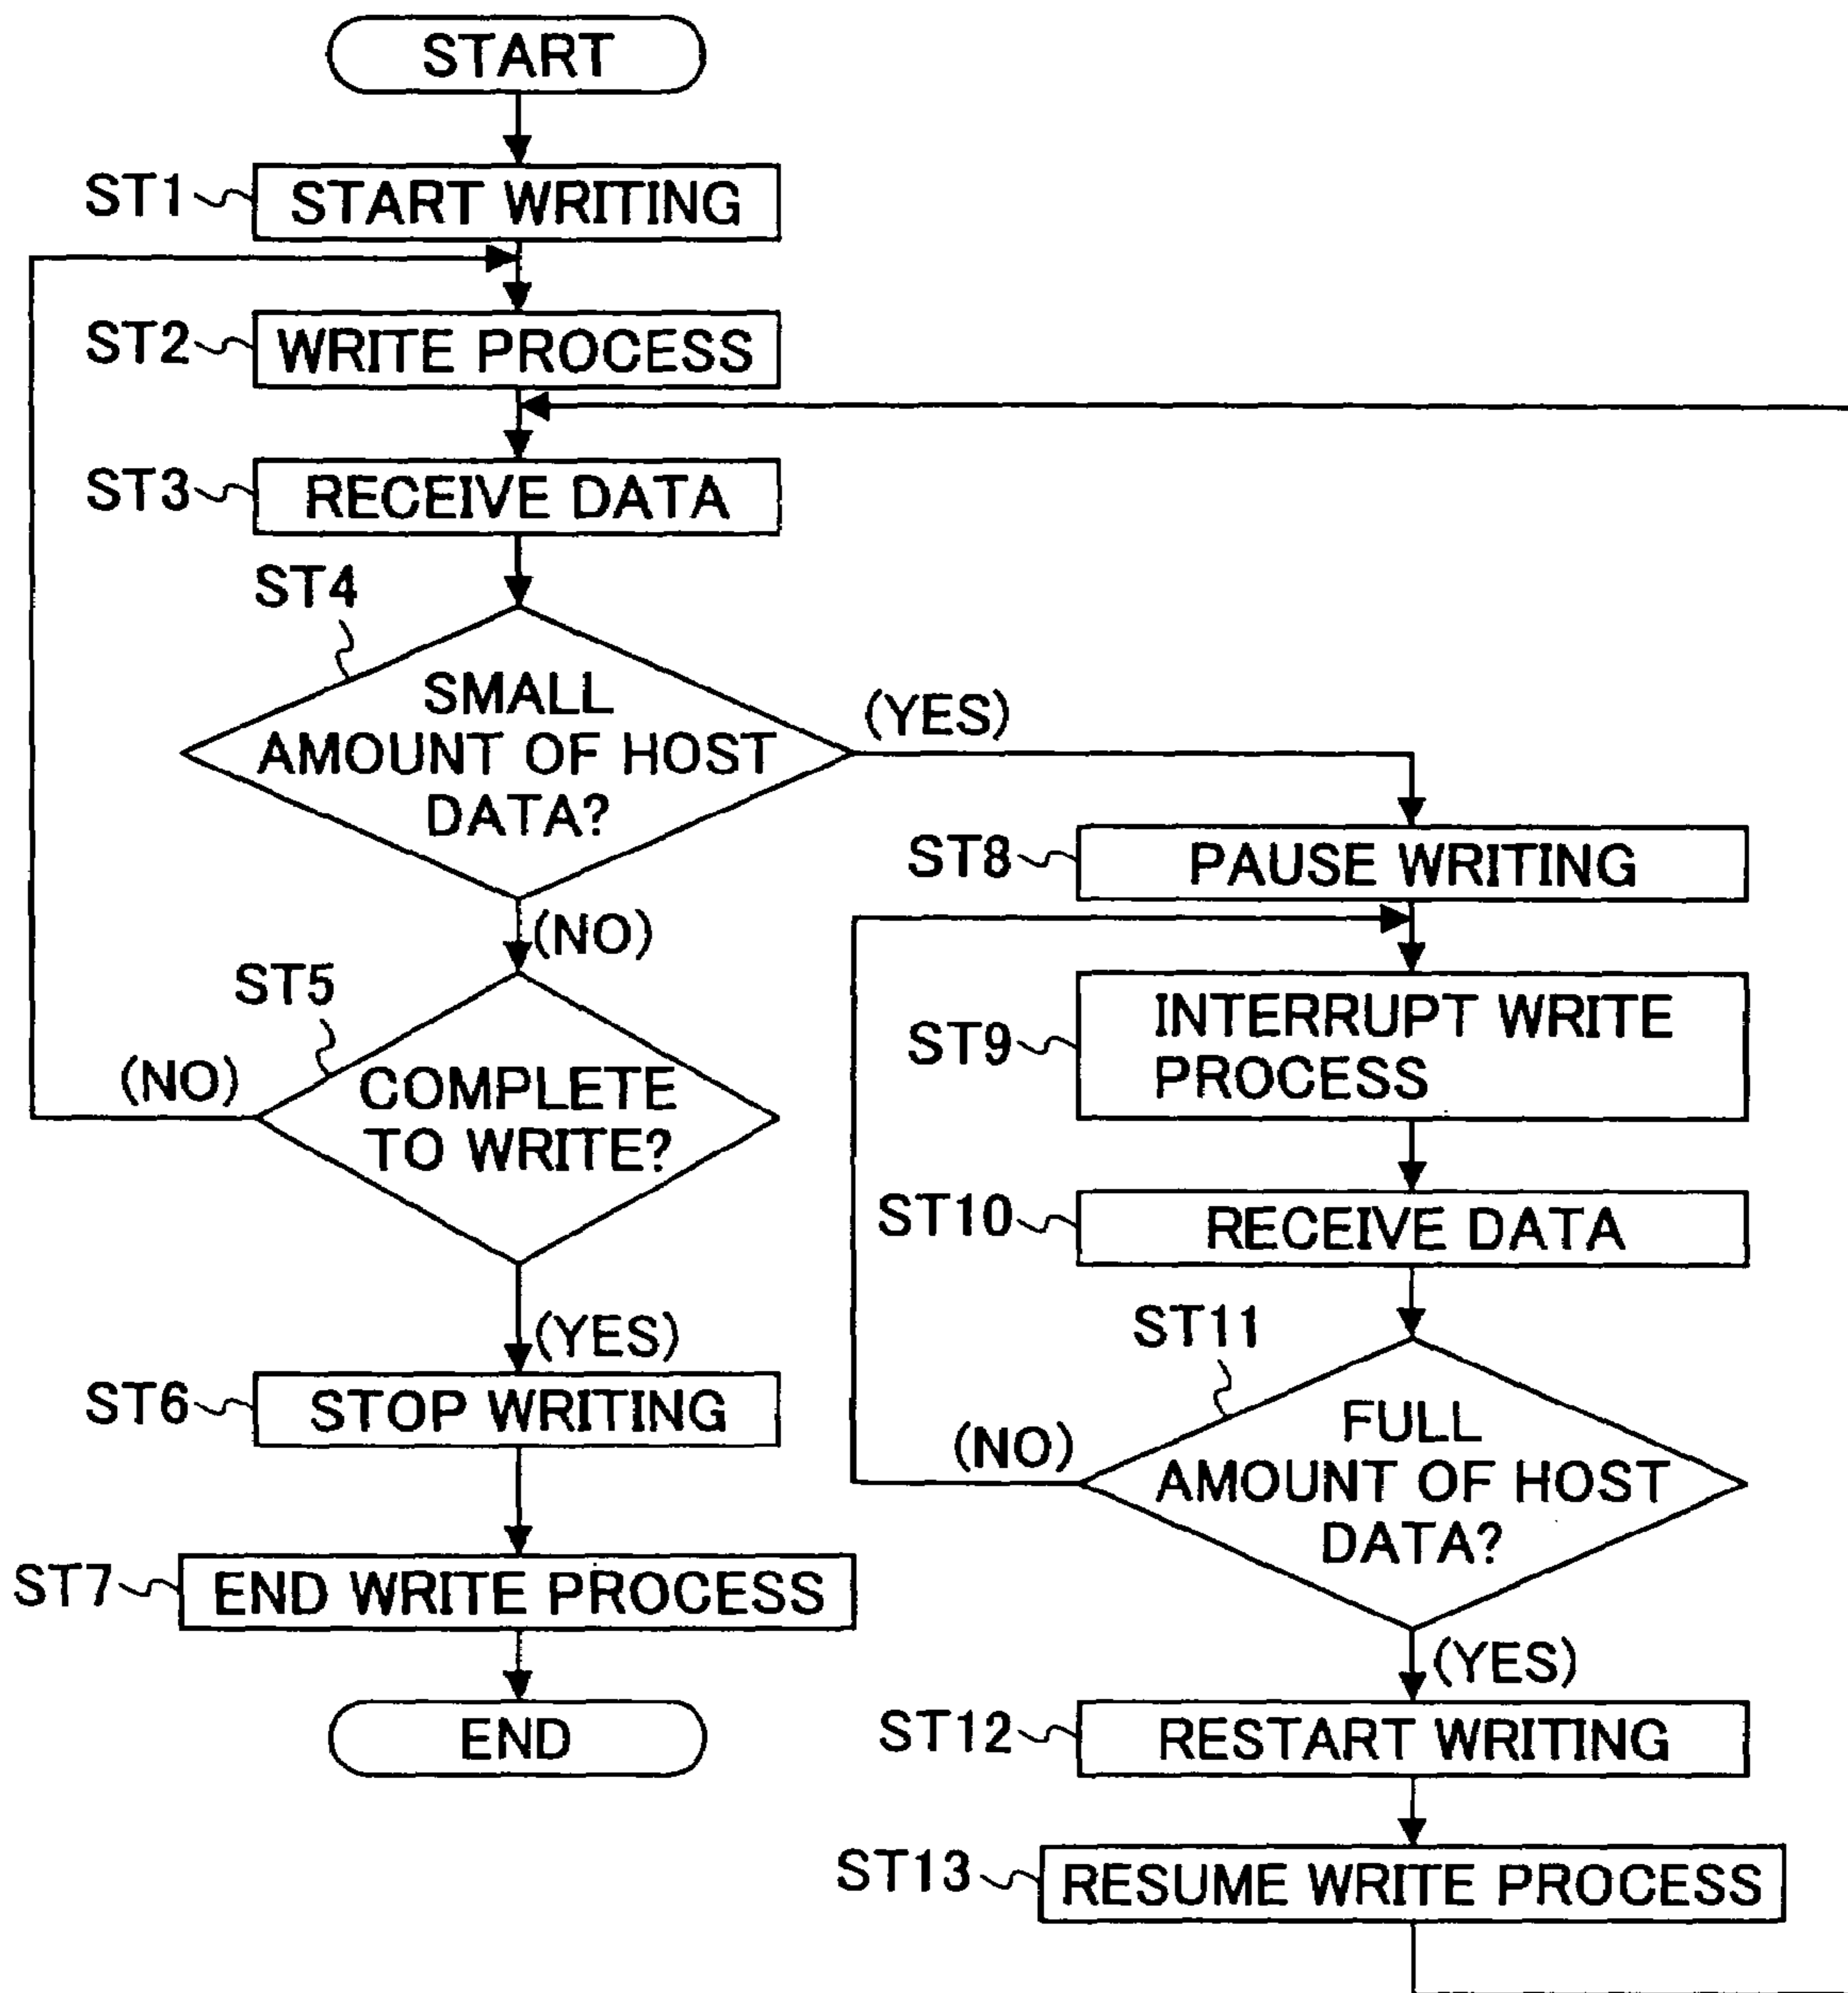 START
ST1
START WRITING
ST2
WRITE PROCESS
ST3
RECEIVE DATA
ST4
SMALL
AMOUNT OF HOST
DATA?
(YES)
(NO)
ST5
COMPLETE
TO WRITE?
(NO)
(YES)
ST6
STOP WRITING
ST7
END WRITE PROCESS
END
ST8
PAUSE WRITING
ST9
INTERRUPT WRITE
PROCESS
ST10
RECEIVE DATA
ST11
FULL
AMOUNT OF HOST
DATA?
(NO)
(YES)
ST12
RESTART WRITING
ST13
RESUME WRITE PROCESS